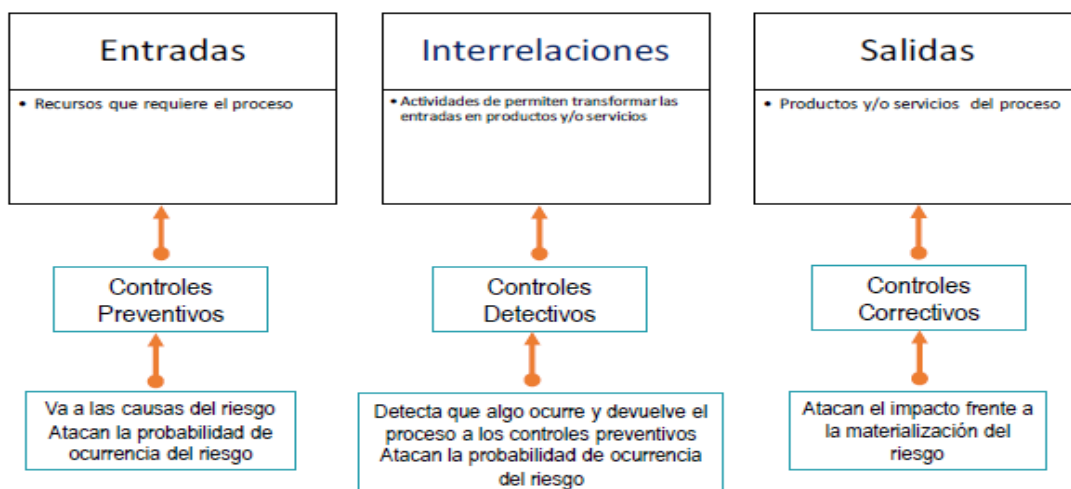 Entradas
• Recursos que requiere el proceso
Controles
Preventivos
Va a las causas del riesgo
Atacan la probabilidad de
ocurrencia del riesgo
Interrelaciones
• Actividades de permiten transformar las
entradas en productos y/o servicios
Controles
Detectivos
Detecta que algo ocurre y devuelve el
proceso a los controles preventivos
Atacan la probabilidad de ocurrencia
del riesgo
Salidas
• Productos y/o servicios del proceso
Controles
Correctivos
Atacan el impacto frente a
la materialización del
riesgo